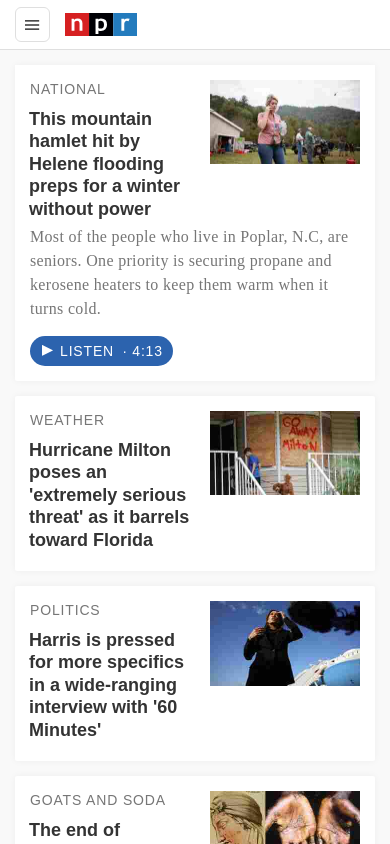 npr
NATIONAL
This mountain
hamlet hit by
Helene flooding
preps for a winter
without power
Most of the people who live in Poplar, N.C, are
seniors. One priority is securing propane and
kerosene heaters to keep them warm when it
turns cold.
LISTEN · 4:13
WEATHER
Hurricane Milton
poses an
'extremely serious
threat' as it barrels
toward Florida
GO
AWAY
MiltoN
POLITICS
Harris is pressed
for more specifics
in a wide-ranging
interview with '60
Minutes'
GOATS AND SODA
The end of